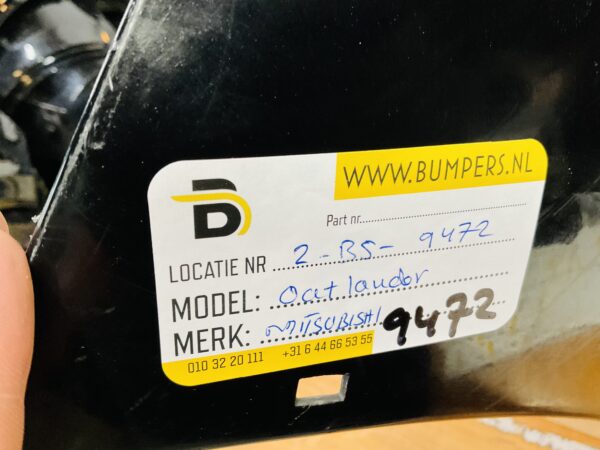 WWW.BUMPERS.NL
B
Part nr.
LOCATIE NR 2-BS-9472
MODEL: Outlander
MERK: MITSUBISHI 9472
010 32 20 111 +31 6 44 66 53 55